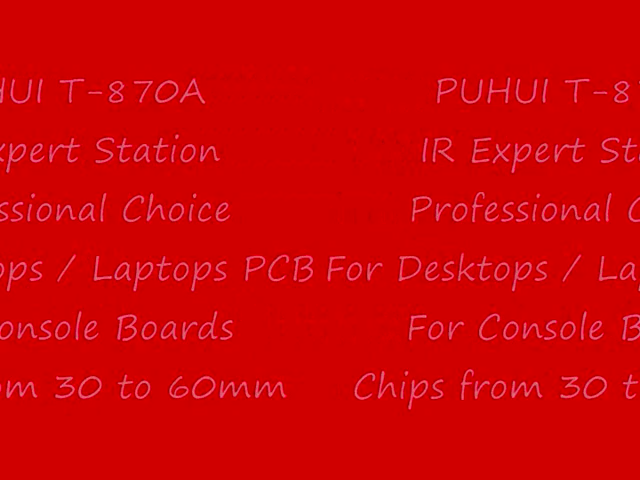 HUI T-870A PUHUI T-8
xpert Station IR Expert St
ssional Choice Professional C
ops / Laptops PCB For Desktops / La
onsole Boards For Console B
om 30 to 60mm Chips from 30 t